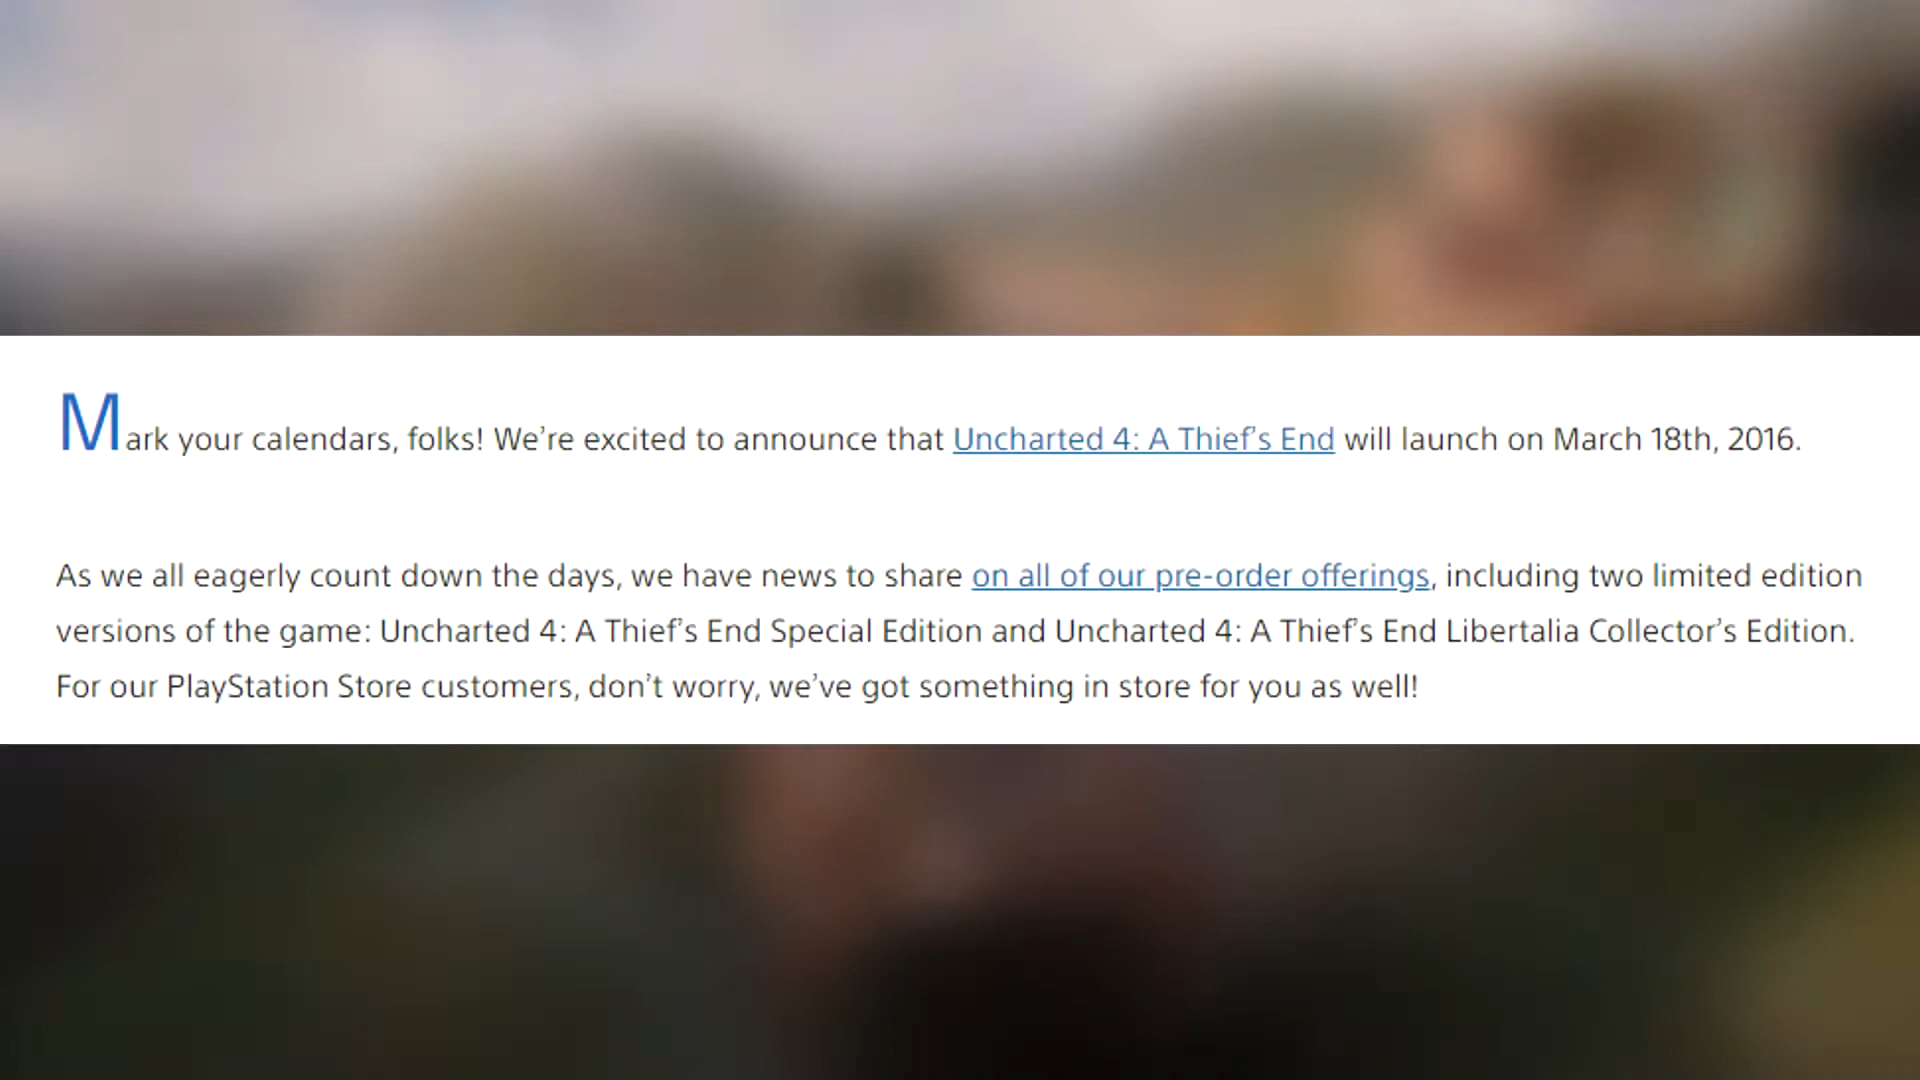 Mark your calendars, folks! We’re excited to announce that Uncharted 4: A Thief’s End will launch on March 18th, 2016.
As we all eagerly count down the days, we have news to share on all of our pre-order offerings, including two limited edition
versions of the game: Uncharted 4: A Thief’s End Special Edition and Uncharted 4: A Thief’s End Libertalia Collector’s Edition.
For our PlayStation Store customers, don’t worry, we’ve got something in store for you as well!